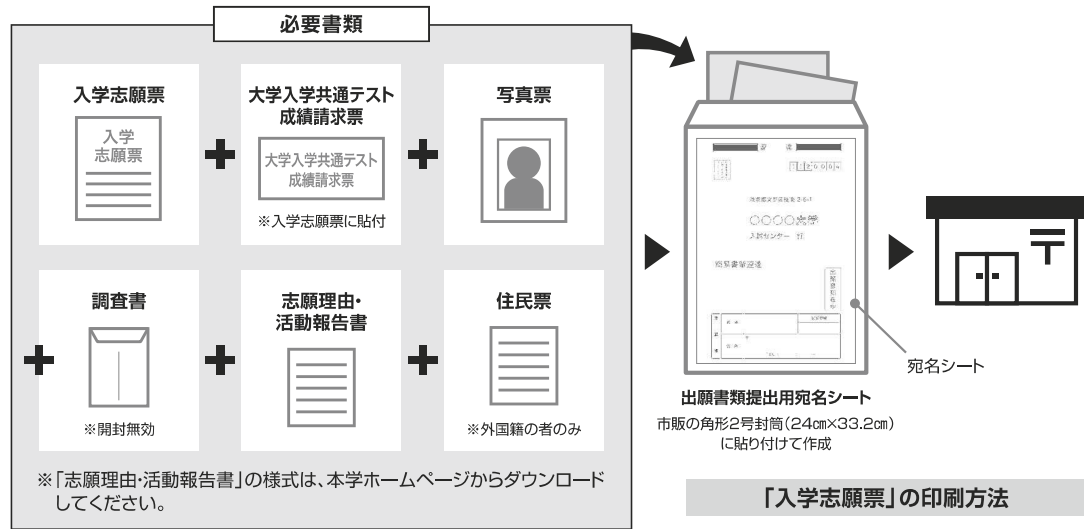 必要書類
入学志願票
入学
志願票
大学入学共通テスト
成績請求票
大学入学共通テスト
成績請求票
※入学志願票に貼付
写真票
調査書
※開封無効
志願理由・
活動報告書
住民票
※外国籍の者のみ
※「志願理由・活動報告書」の様式は、本学ホームページからダウンロード
してください。
〇〇〇〇大学
入試センター 行
宛名シート
出願書類提出用宛名シート
市販の角形2号封筒(24㎝×33.2㎝)
に貼り付けて作成
「入学志願票」の印刷方法